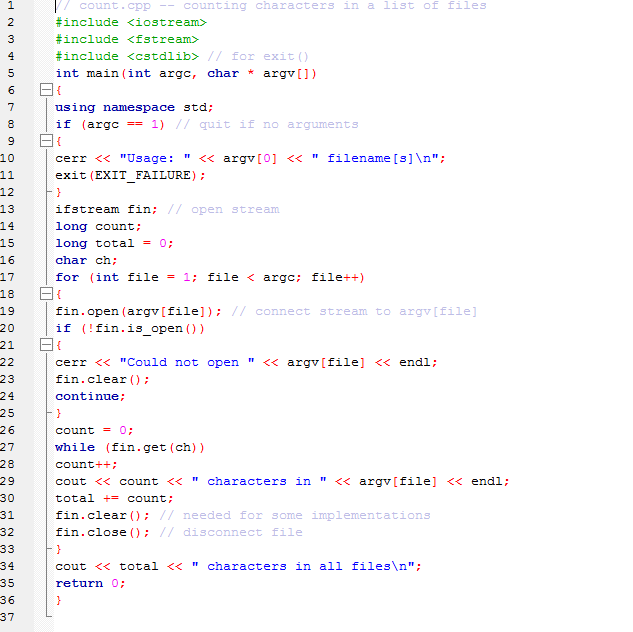 1 // count.cpp -- counting characters in a list of files
2 #include <iostream>
3 #include <fstream>
4 #include <cstdlib> // for exit()
5 int main(int argc, char * argv[])
6 {
7 using namespace std;
8 if (argc == 1) // quit if no arguments
9 {
10 cerr << "Usage: " << argv[0] << " filename[s]\n";
11 exit(EXIT_FAILURE);
12 }
13 ifstream fin; // open stream
14 long count;
15 long total = 0;
16 char ch;
17 for (int file = 1; file < argc; file++)
18 {
19 fin.open(argv[file]); // connect stream to argv[file]
20 if (!fin.is_open())
21 {
22 cerr << "Could not open " << argv[file] << endl;
23 fin.clear();
24 continue;
25 }
26 count = 0;
27 while (fin.get(ch))
28 count++;
29 cout << count << " characters in " << argv[file] << endl;
30 total += count;
31 fin.clear(); // needed for some implementations
32 fin.close(); // disconnect file
33 }
34 cout << total << " characters in all files\n";
35 return 0;
36 }
37